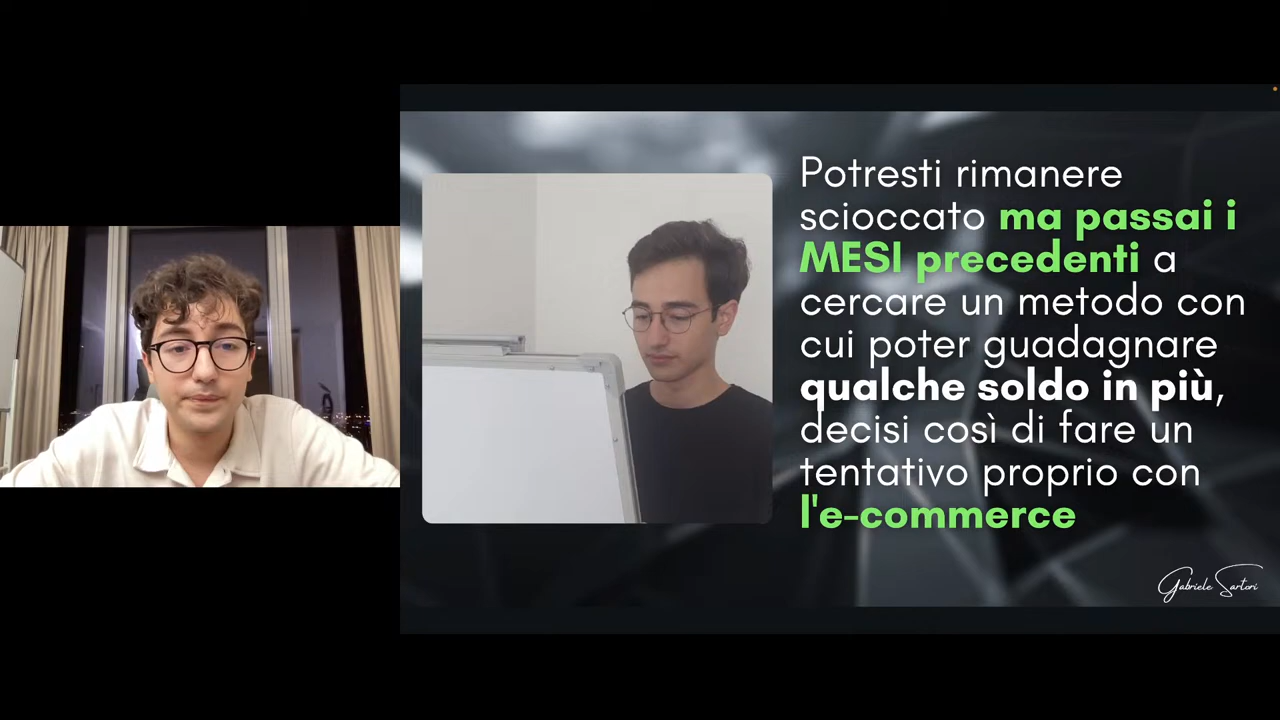 Potresti rimanere
scioccato ma passai i
MESI precedenti a
cercare un metodo con
cui poter guadagnare
qualche soldo in più,
decisi così di fare un
tentativo proprio con
l'e-commerce
Gabriele Sartori